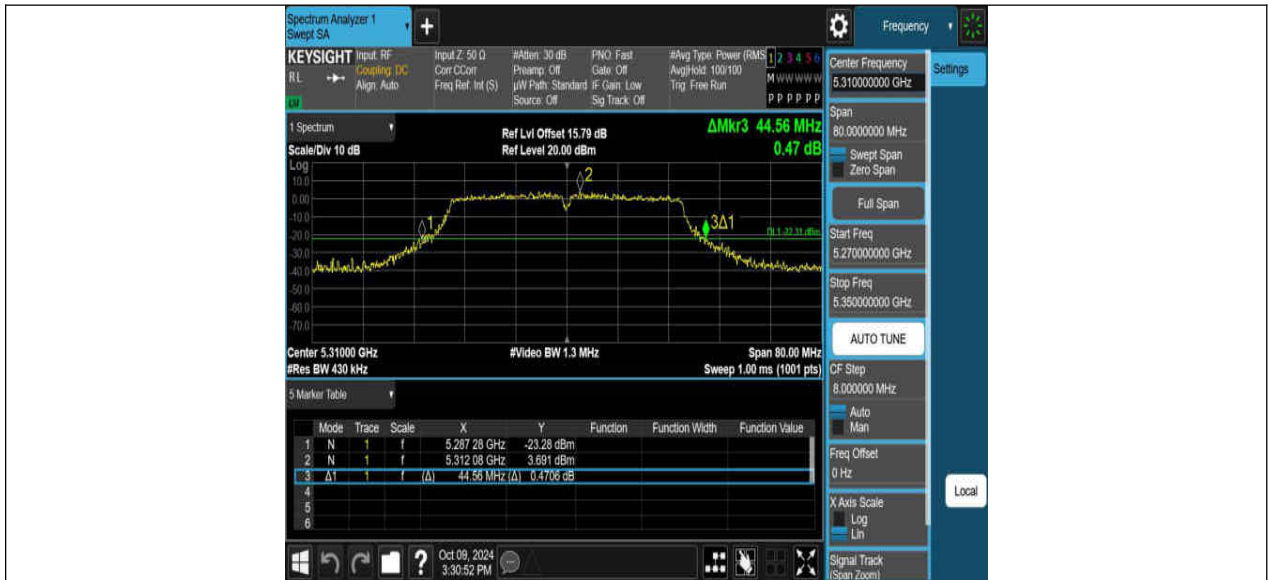 Spectrum Analyzer 1
Swept SA
+
Frequency
KEYSIGHT
RL
LM
Input: RF
Coupling: DC
Align: Auto
Input Z: 50 Ω
Corr CCorr
Freq Ref: Int (S)
#Atten: 30 dB
Preamp: Off
µW Path: Standard
Source: Off
PNO: Fast
Gate: Off
IF Gain: Low
Sig Track: Off
#Avg Type: Power (RMS
Avg|Hold: 100/100
Trig: Free Run
1 2 3 4 5 6
M W W W W W
P P P P P P
1 Spectrum
Scale/Div 10 dB
Ref Lvl Offset 15.79 dB
Ref Level 20.00 dBm
ΔMkr3 44.56 MHz
0.47 dB
Log
10.0
0.00
-10.0
-20.0
-30.0
-40.0
-50.0
-60.0
-70.0
1
2
3Δ1
DL1 -22.31 dBm
Center 5.31000 GHz
#Res BW 430 kHz
#Video BW 1.3 MHz
Span 80.00 MHz
Sweep 1.00 ms (1001 pts)
5 Marker Table
Mode Trace Scale X Y Function Function Width Function Value
1 N 1 f 5.287 28 GHz -23.28 dBm
2 N 1 f 5.312 08 GHz 3.691 dBm
3 Δ1 1 f (Δ) 44.56 MHz (Δ) 0.4706 dB
4
5
6
?
Oct 09, 2024
3:30:52 PM
Center Frequency
5.310000000 GHz
Span
80.0000000 MHz
Swept Span
Zero Span
Full Span
Start Freq
5.270000000 GHz
Stop Freq
5.350000000 GHz
AUTO TUNE
CF Step
8.000000 MHz
Auto
Man
Freq Offset
0 Hz
X Axis Scale
Log
Lin
Signal Track
(Span Zoom)
Settings
Local